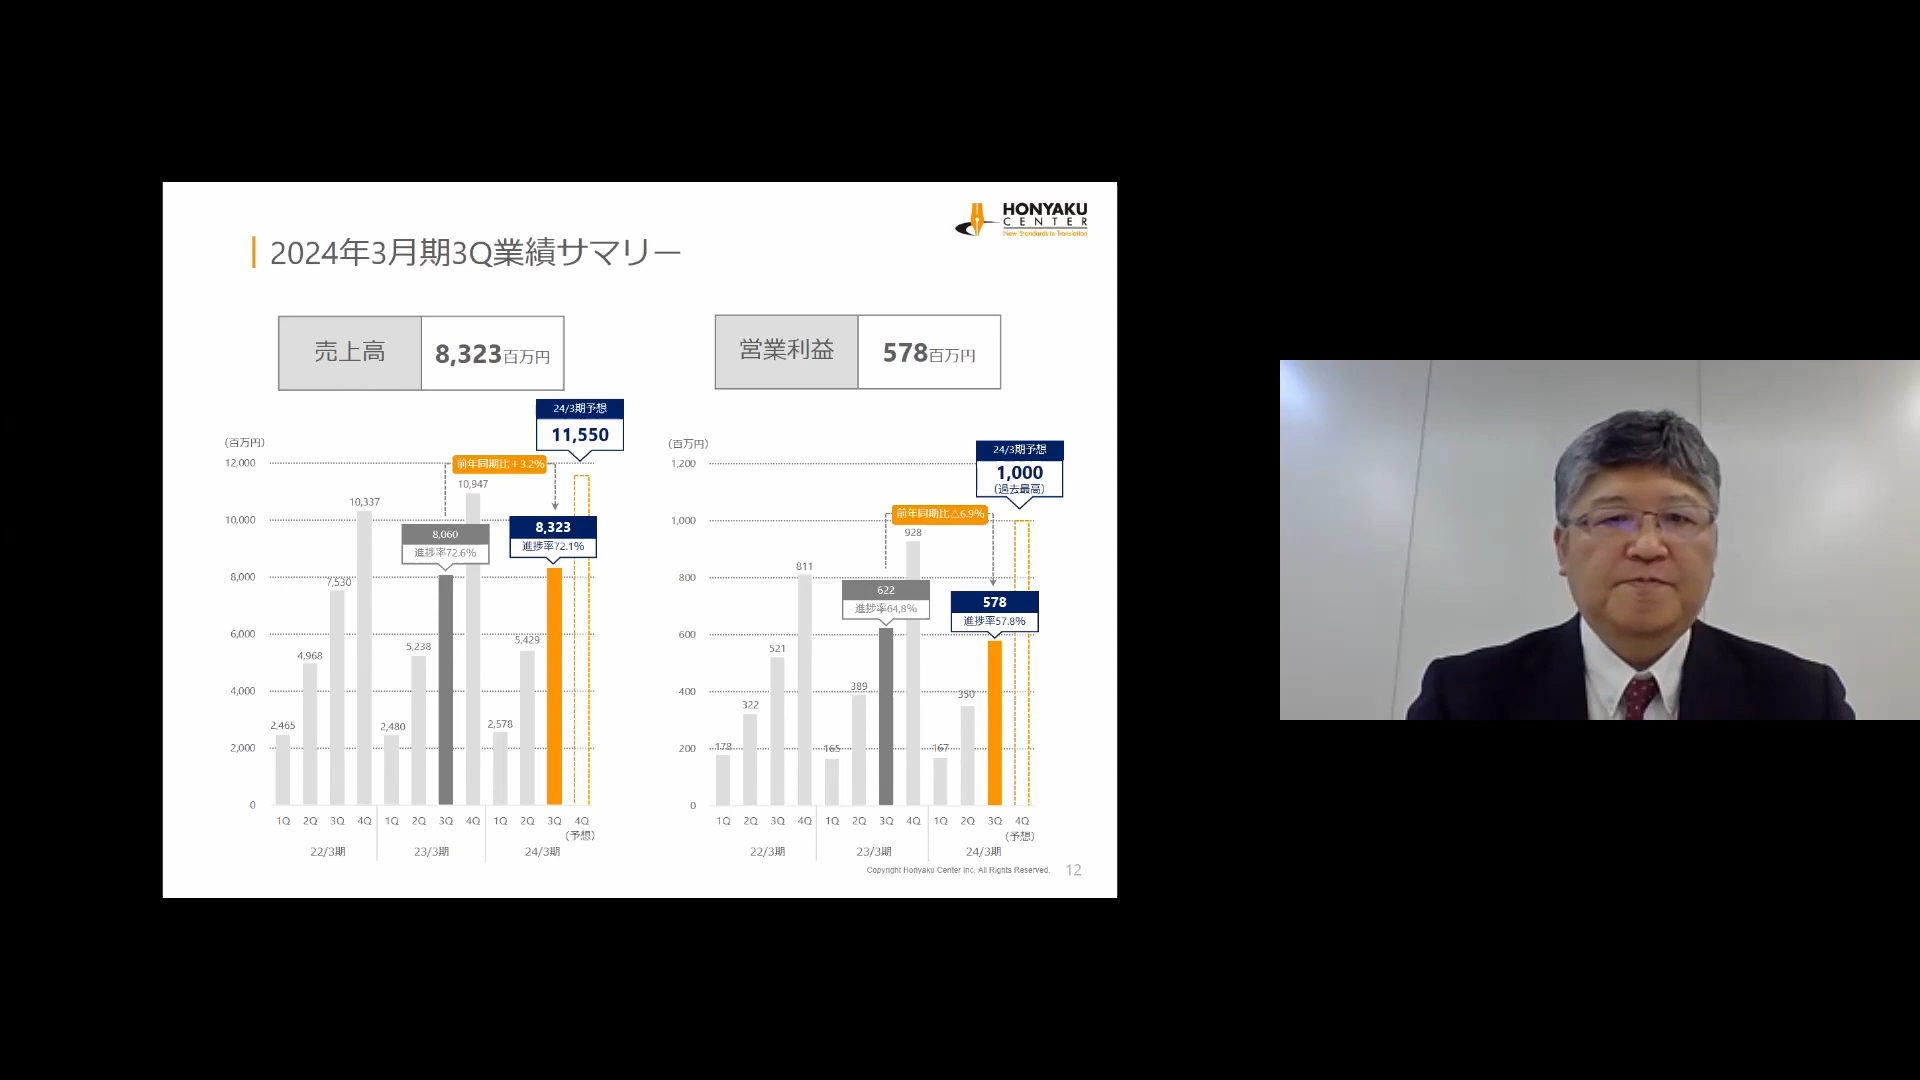 HONYAKU
CENTER
New Standards in Translation
2024年3月期3Q業績サマリー
売上高
8,323百万円
営業利益
578百万円
24/3期予想
11,550
(百万円)
12,000
10,000
8,000
6,000
4,000
2,000
0
前年同期比+3.2%
10,947
10,337
8,060
進捗率72.6%
8,323
進捗率72.1%
7,530
4,968
5,238
5,429
2,465
2,480
2,578
1Q 2Q 3Q 4Q 1Q 2Q 3Q 4Q 1Q 2Q 3Q 4Q
(予想)
22/3期 23/3期 24/3期
(百万円)
1,200
1,000
800
600
400
200
0
24/3期予想
1,000
(過去最高)
前年同期比△6.9%
928
811
622
進捗率64,8%
578
進捗率57.8%
521
322
389
350
178
165
167
1Q 2Q 3Q 4Q 1Q 2Q 3Q 4Q 1Q 2Q 3Q 4Q
(予想)
22/3期 23/3期 24/3期
Copyright Honyaku Center Inc. All Rights Reserved.
12